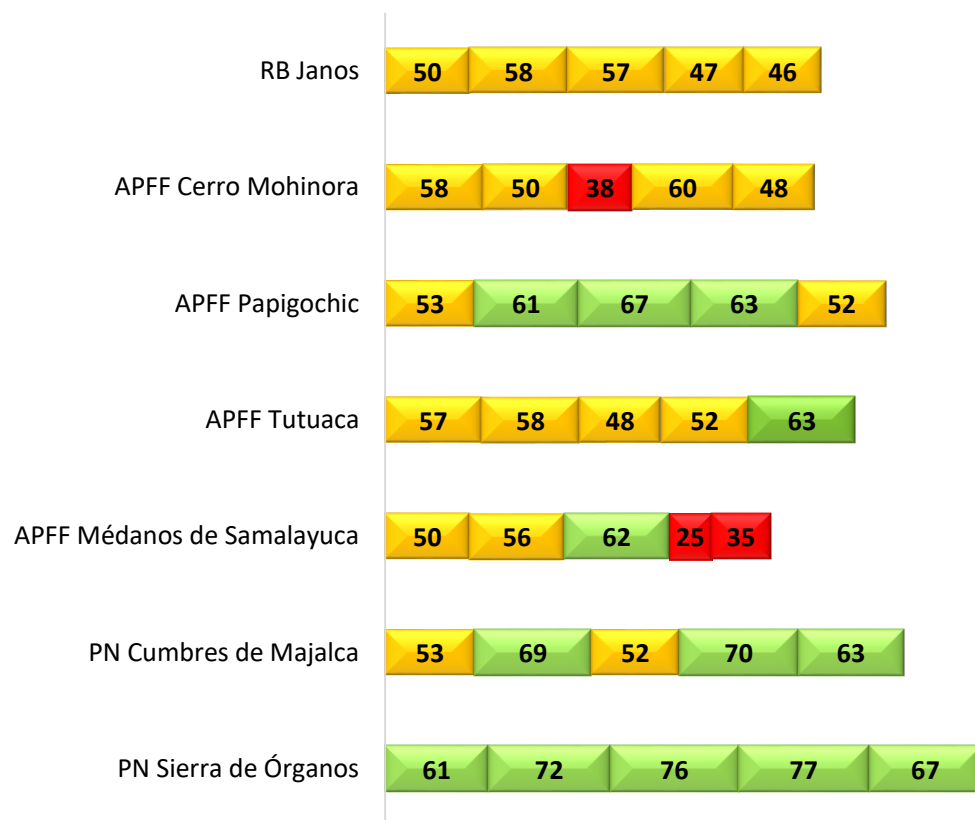 RB Janos 50 58 57 47 46
APFF Cerro Mohinora 58 50 38 60 48
APFF Papigochic 53 61 67 63 52
APFF Tutuaca 57 58 48 52 63
APFF Médanos de Samalayuca 50 56 62 25 35
PN Cumbres de Majalca 53 69 52 70 63
PN Sierra de Órganos 61 72 76 77 67